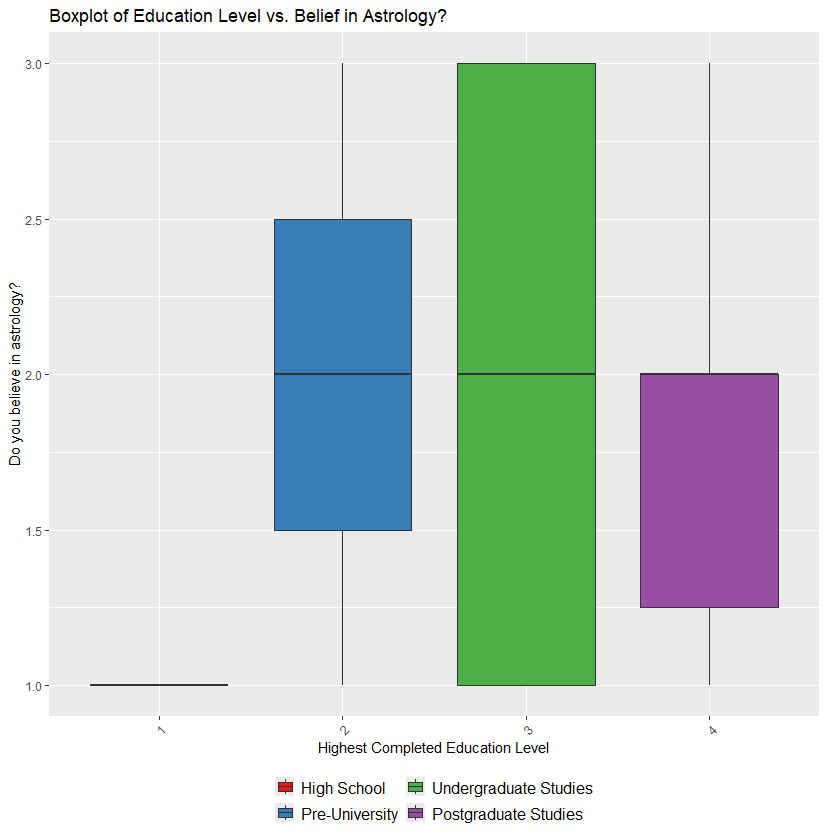 Boxplot of Education Level vs. Belief in Astrology?
3.0
2.5
2.0
1.5
1.0
Do you believe in astrology?
1
2
3
4
Highest Completed Education Level
High School
Undergraduate Studies
Pre-University
Postgraduate Studies